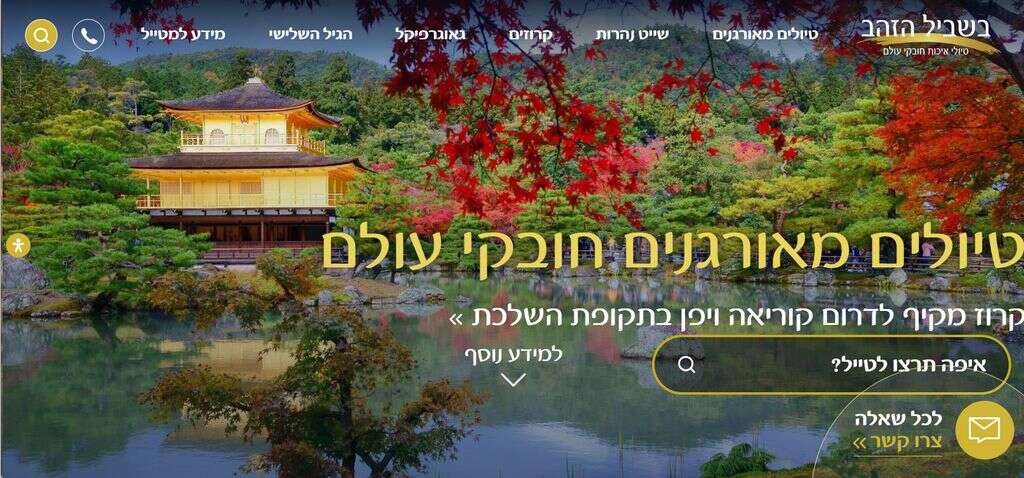 בשביל הזהב
טיולי איכות חובקי עולם
טיולים מאורגנים
שייט נהרות
קרוזים
גאוגרפיקל
הגיל השלישי
מידע למטייל
טיולים מאורגנים חובקי עולם
קרוז מקיף לדרום קוריאה ויפן בתקופת השלכת »
למידע נוסף
איפה תרצו לטייל?
לכל שאלה
צרו קשר »